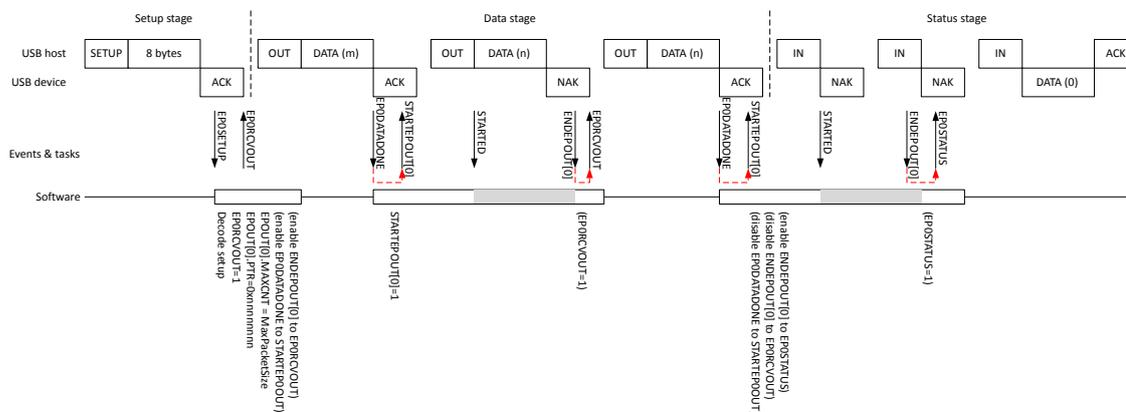 Setup stage
Data stage
Status stage
USB host
SETUP
8 bytes
OUT
DATA (m)
OUT
DATA (n)
OUT
DATA (n)
IN
IN
IN
ACK
USB device
ACK
ACK
NAK
ACK
NAK
NAK
DATA (0)
Events & tasks
EP0SETUP
EP0RCVOUT
EP0DATADONE
STARTEPOUT[0]
STARTED
ENDEPOUT[0]
EP0RCVOUT
EP0DATADONE
STARTEPOUT[0]
STARTED
ENDEPOUT[0]
EP0STATUS
Software
Decode setup
EP0RCVOUT=1
EPOUT[0].PTR=0xnnnnnnnn
EPOUT[0].MAXCNT = MaxPacketSize
(enable EP0DATADONE to STARTEP0OUT)
(enable ENDEPOUT[0] to EP0RCVOUT)
STARTEPOUT[0]=1
(EP0RCVOUT=1)
(disable EP0DATADONE to STARTEP0OUT
(disable ENDEPOUT[0] to EP0RCVOUT)
(enable ENDEPOUT[0] to EP0STATUS)
(EP0STATUS=1)